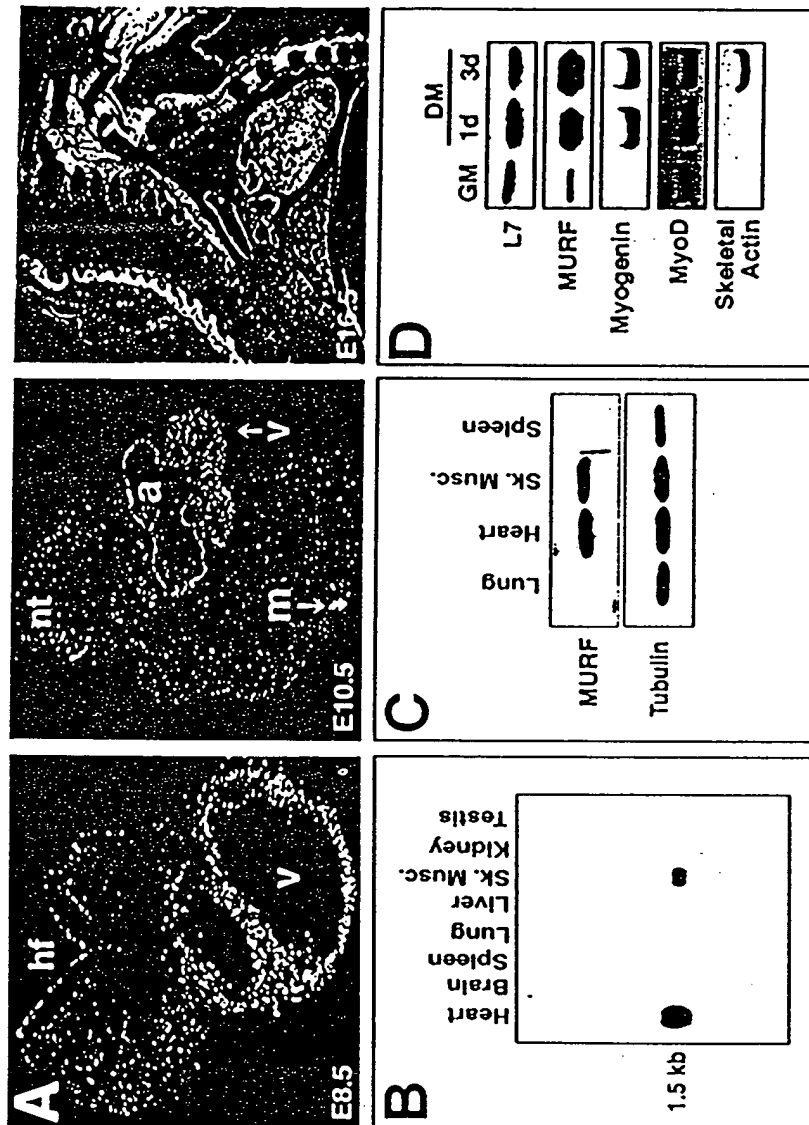 A
hf
v
E8.5
nt
a
v
m
E10.5
E16.5
B
Heart
Brain
Spleen
Lung
Liver
Sk. Musc.
Kidney
Testis
1.5 kb
C
Lung
Heart
Sk. Musc.
Spleen
MURF
Tubulin
D
DM
GM 1d 3d
L7
MURF
Myogenin
MyoD
Skeletal
Actin